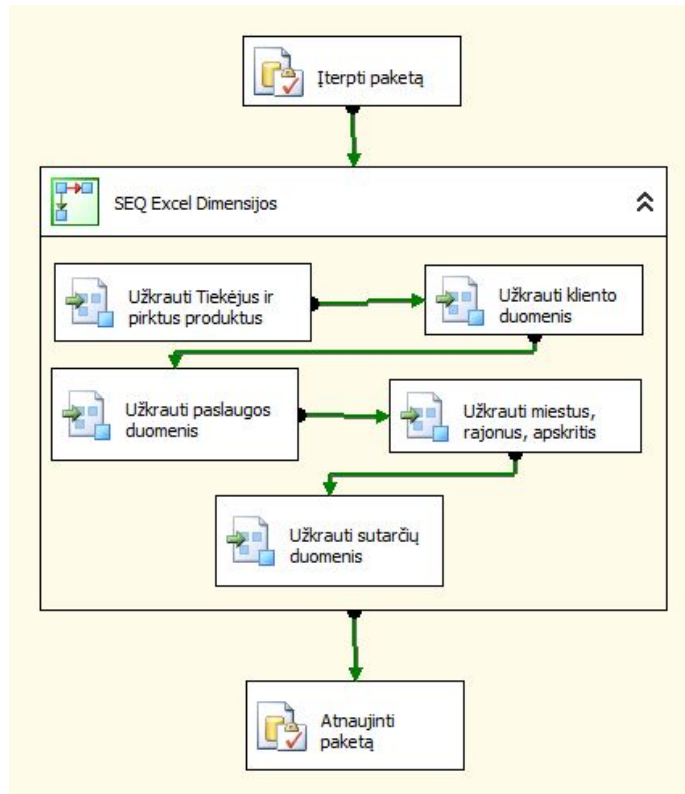 Įterpti paketą
SEQ Excel Dimensijos
Užkrauti Tiekėjus ir
pirktus produktus
Užkrauti kliento
duomenis
Užkrauti paslaugos
duomenis
Užkrauti miestus,
rajonus, apskritis
Užkrauti sutarčių
duomenis
Atnaujinti
paketą